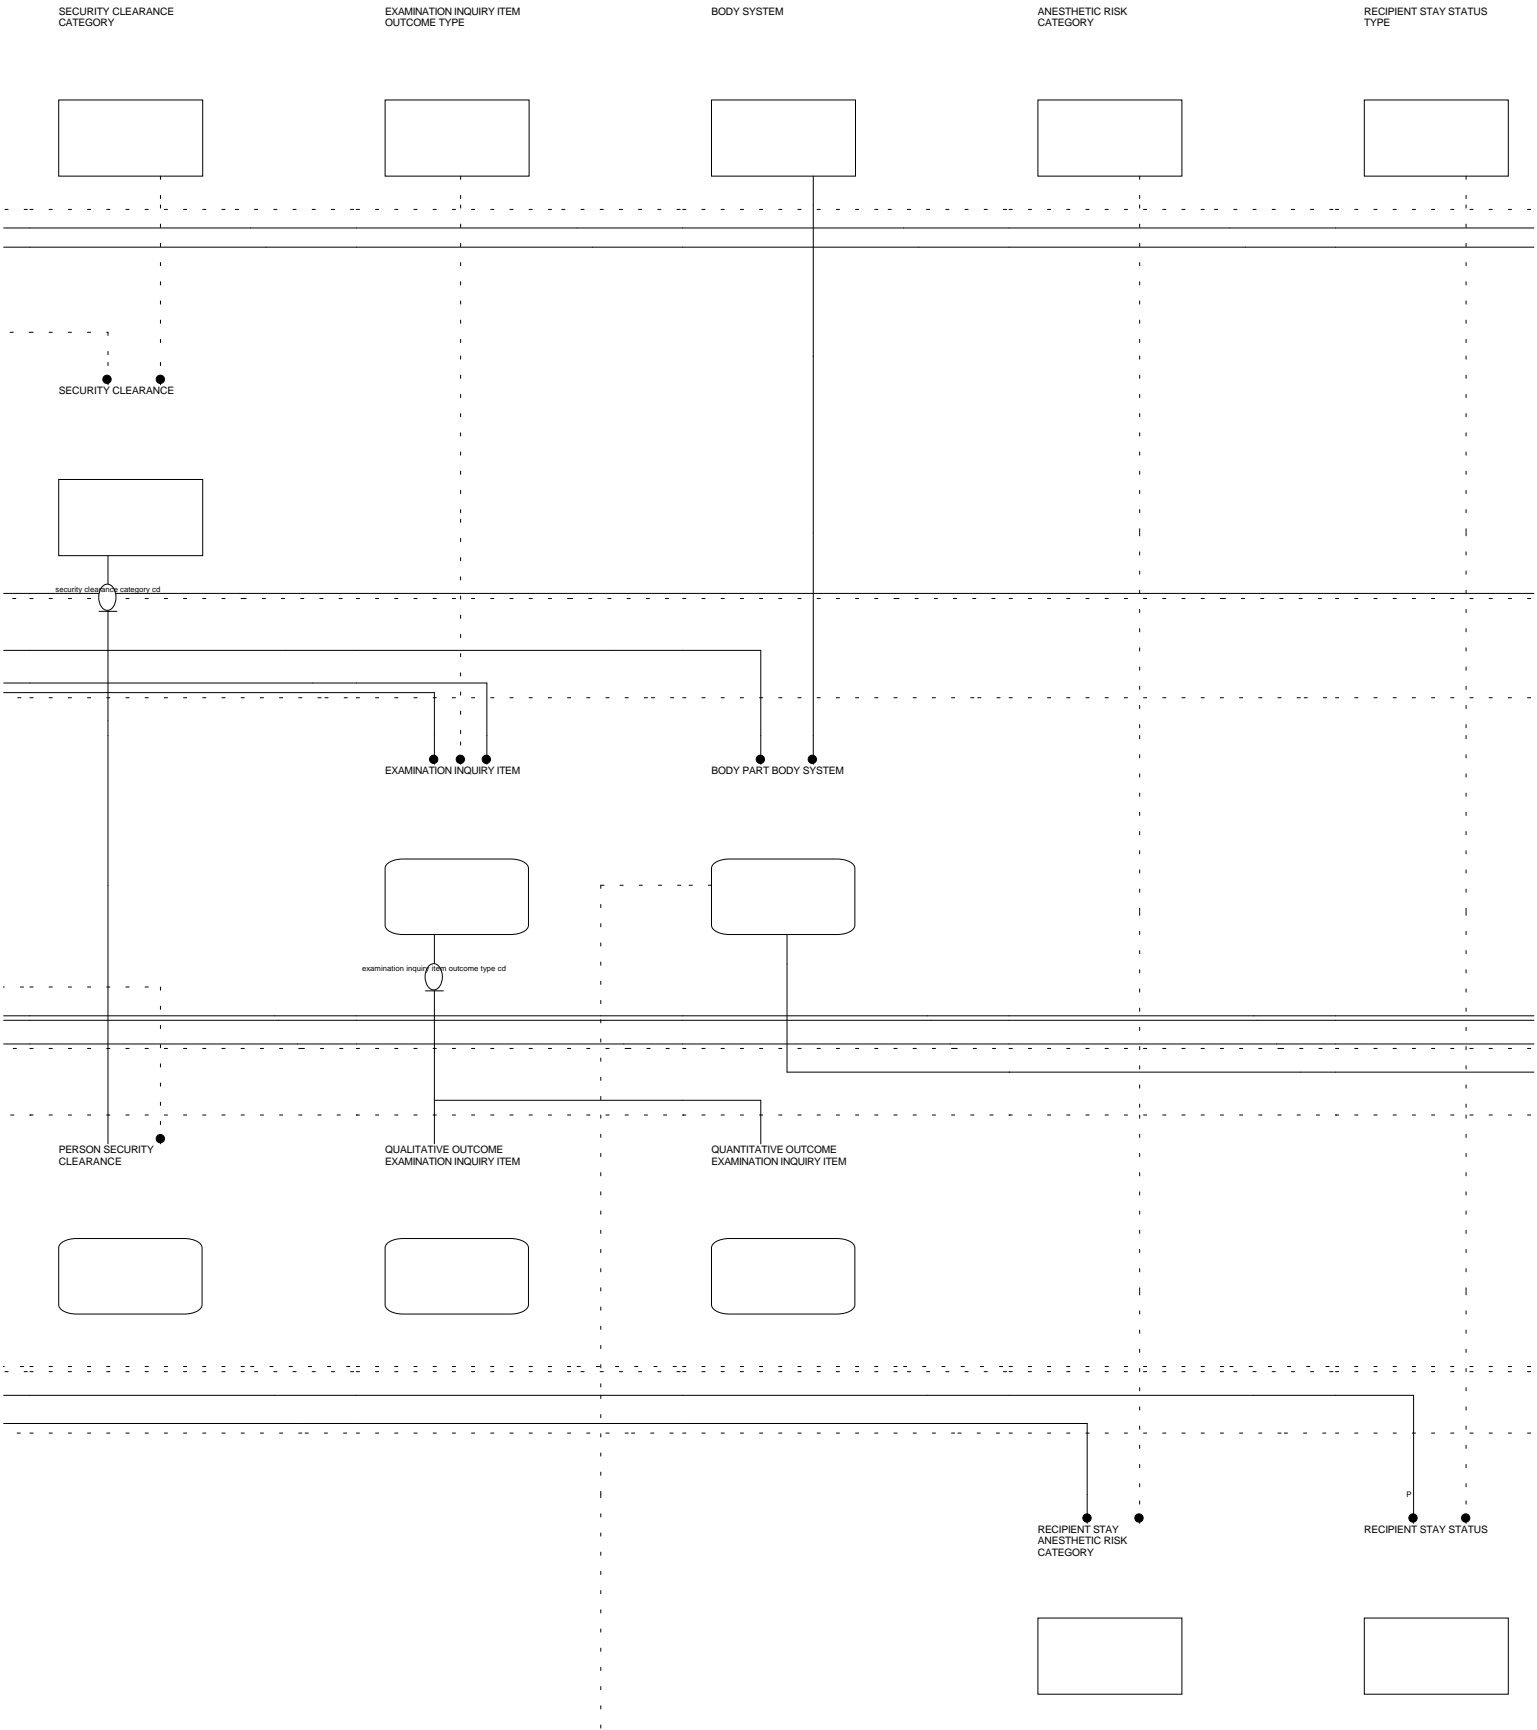 SECURITY CLEARANCE
CATEGORY
EXAMINATION INQUIRY ITEM
OUTCOME TYPE
BODY SYSTEM
ANESTHETIC RISK
CATEGORY
RECIPIENT STAY STATUS
TYPE
SECURITY CLEARANCE
security clearance category cd
EXAMINATION INQUIRY ITEM
BODY PART BODY SYSTEM
examination inquiry item outcome type cd
PERSON SECURITY
CLEARANCE
QUALITATIVE OUTCOME
EXAMINATION INQUIRY ITEM
QUANTITATIVE OUTCOME
EXAMINATION INQUIRY ITEM
P
RECIPIENT STAY
ANESTHETIC RISK
CATEGORY
RECIPIENT STAY STATUS